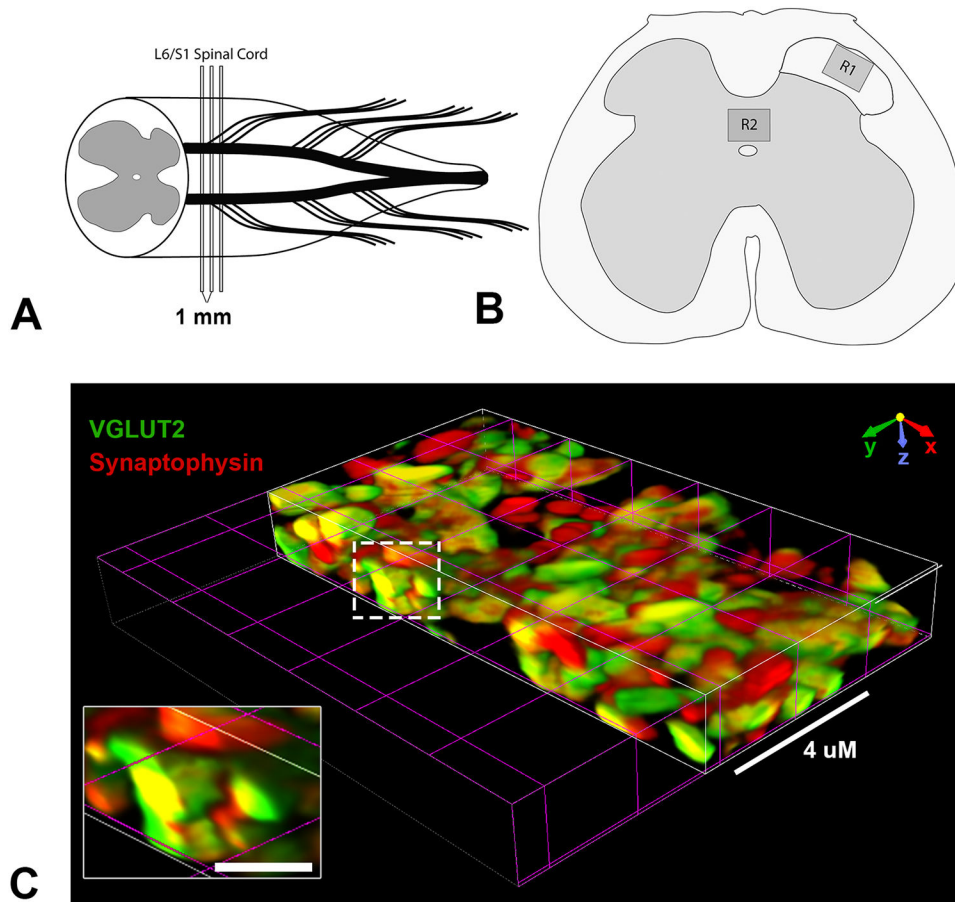 L6/S1 Spinal Cord
1 mm
A
R1
R2
B
VGLUT2
Synaptophysin
y
z
x
4 uM
C